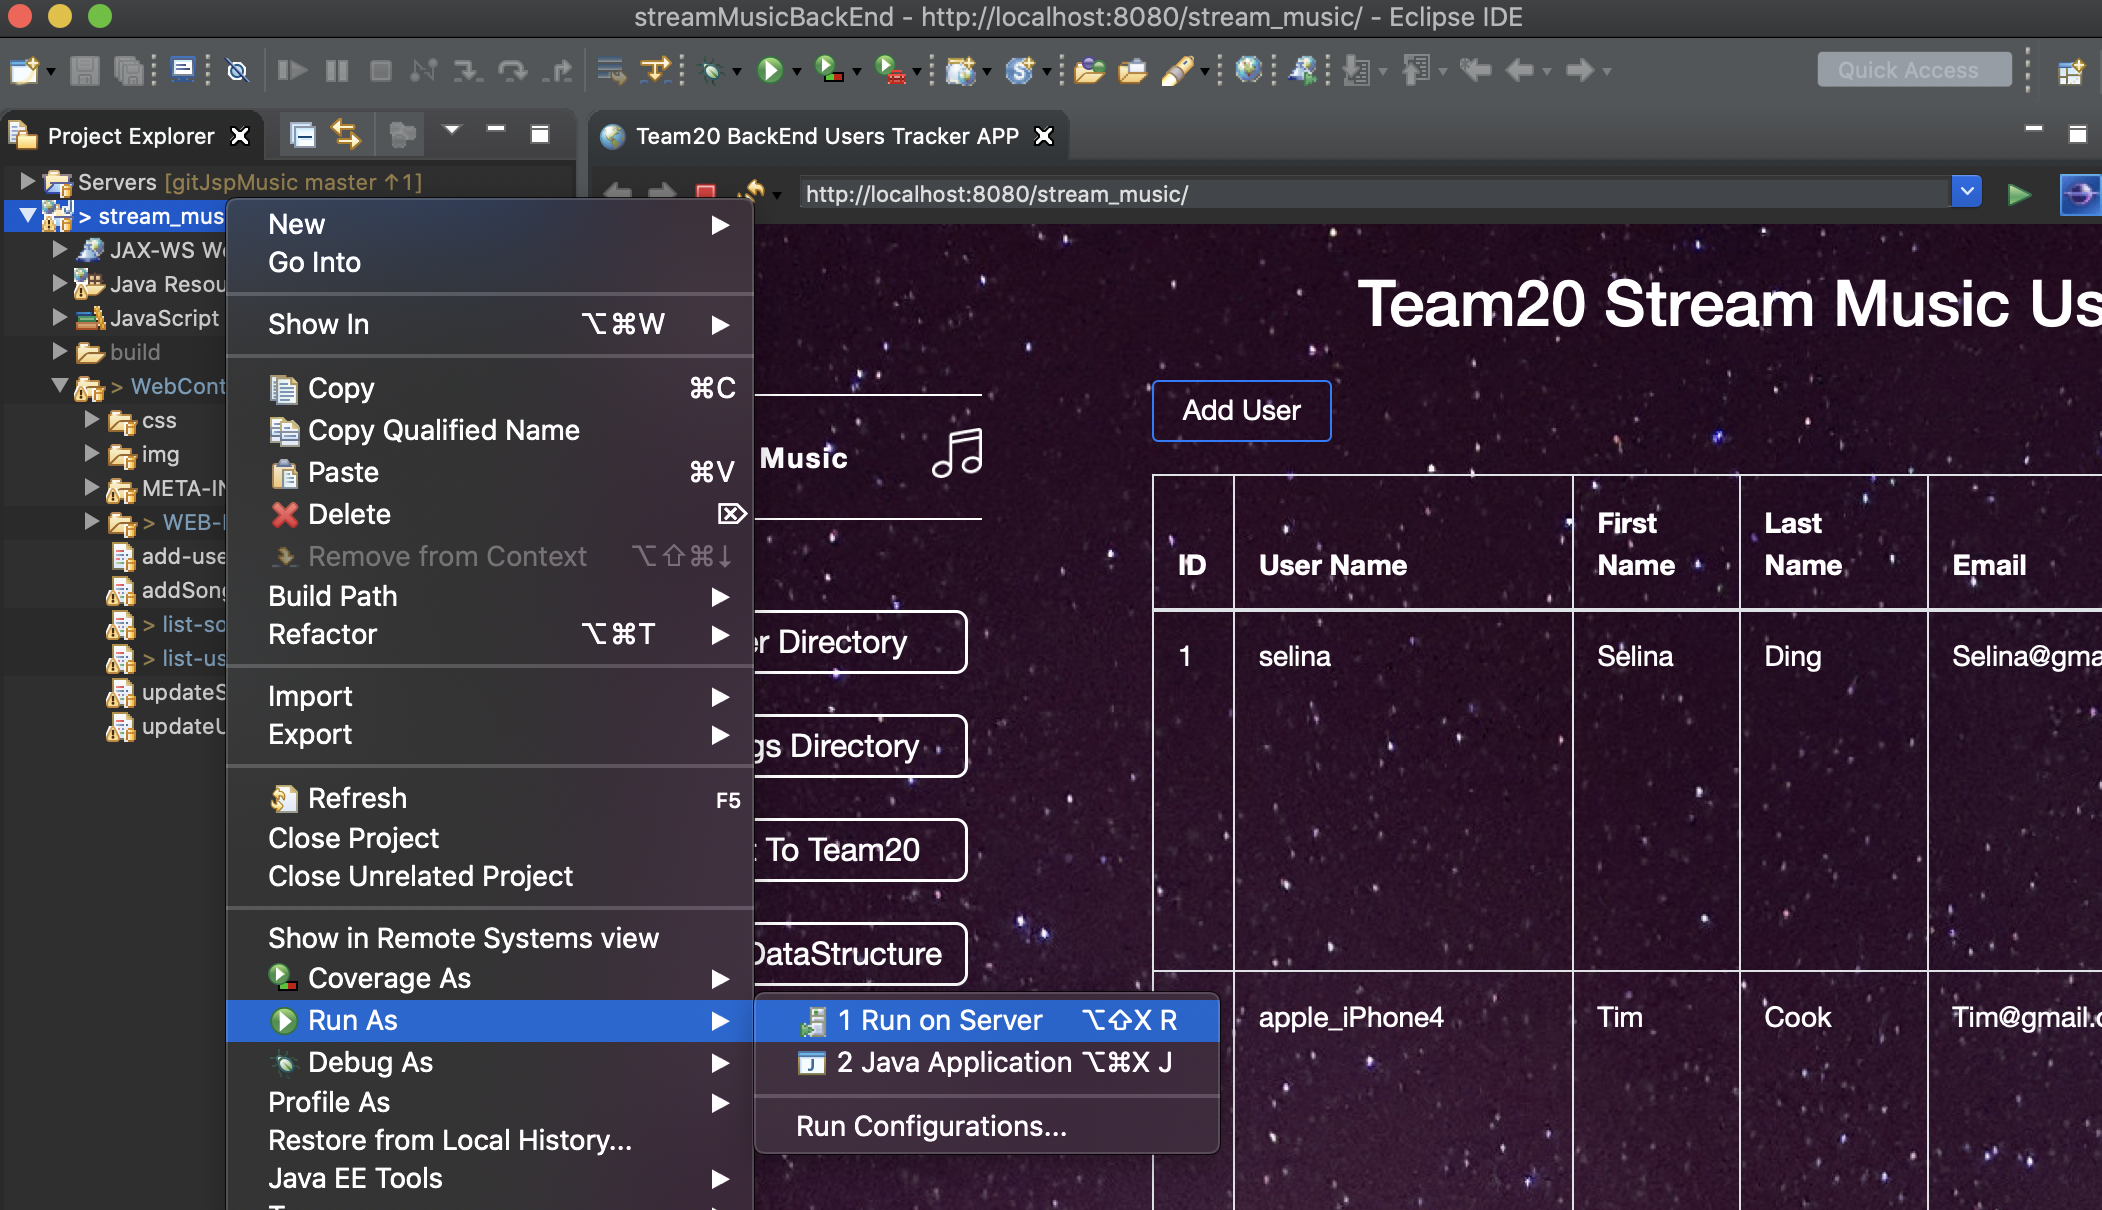 streamMusicBackEnd - http://localhost:8080/stream_music/ - Eclipse IDE
Quick Access
Project Explorer
Team20 BackEnd Users Tracker APP
Servers [gitJspMusic master ↑1]
http://localhost:8080/stream_music/
> stream_mus
JAX-WS We
Java Resou
JavaScript
build
> WebCont
css
img
META-IN
> WEB-I
add-use
addSong
> list-so
> list-us
updateS
updateU
New
Go Into
Show In ⌥⌘W
Copy ⌘C
Copy Qualified Name
Paste ⌘V
Delete ⌦
Remove from Context ⌥⇧⌘↓
Build Path
Refactor ⌥⌘T
Import
Export
Refresh F5
Close Project
Close Unrelated Project
Show in Remote Systems view
Coverage As
Run As
Debug As
Profile As
Restore from Local History...
Java EE Tools
1 Run on Server ⌥⇧X R
2 Java Application ⌥⌘X J
Run Configurations...
Music
er Directory
gs Directory
t To Team20
DataStructure
Team20 Stream Music Us
Add User
ID User Name First Name Last Name Email
1 selina Selina Ding Selina@gma
apple_iPhone4 Tim Cook Tim@gmail.c